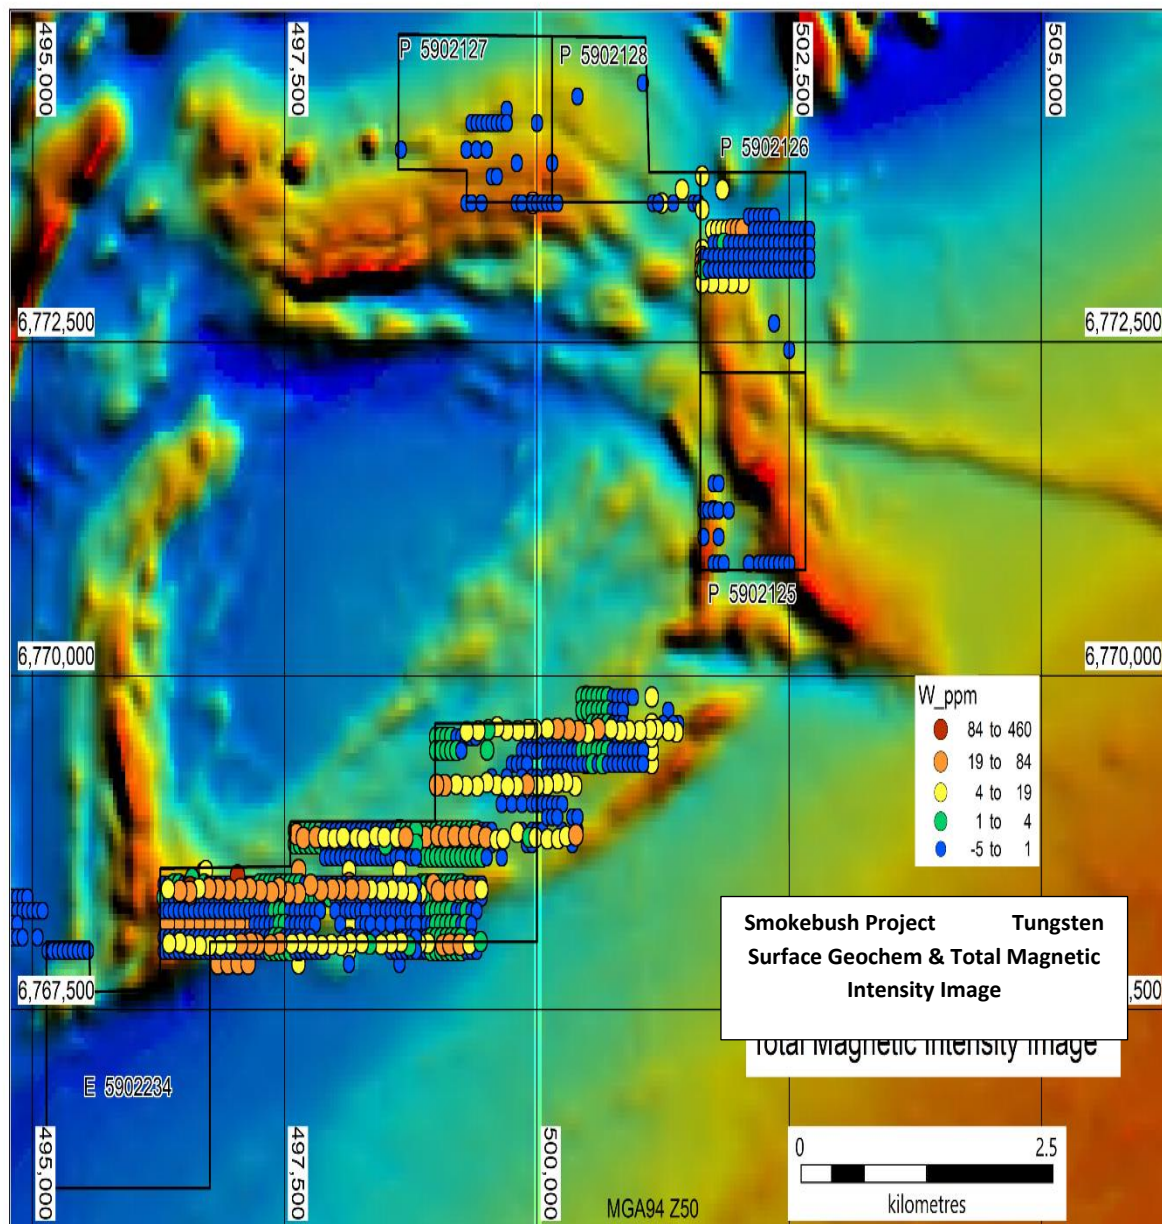 495,000
497,500
502,500
505,000
P 5902127
P 5902128
P 5902126
6,772,500
6,772,500
P 5902125
6,770,000
6,770,000
W_ppm
84 to 460
19 to 84
4 to 19
1 to 4
-5 to 1
Smokebush Project Tungsten
Surface Geochem & Total Magnetic
Intensity Image
6,767,500
,500
Total Magnetic Intensity Image
E 5902234
495,000
497,500
500,000
0 2.5
kilometres
MGA94 Z50